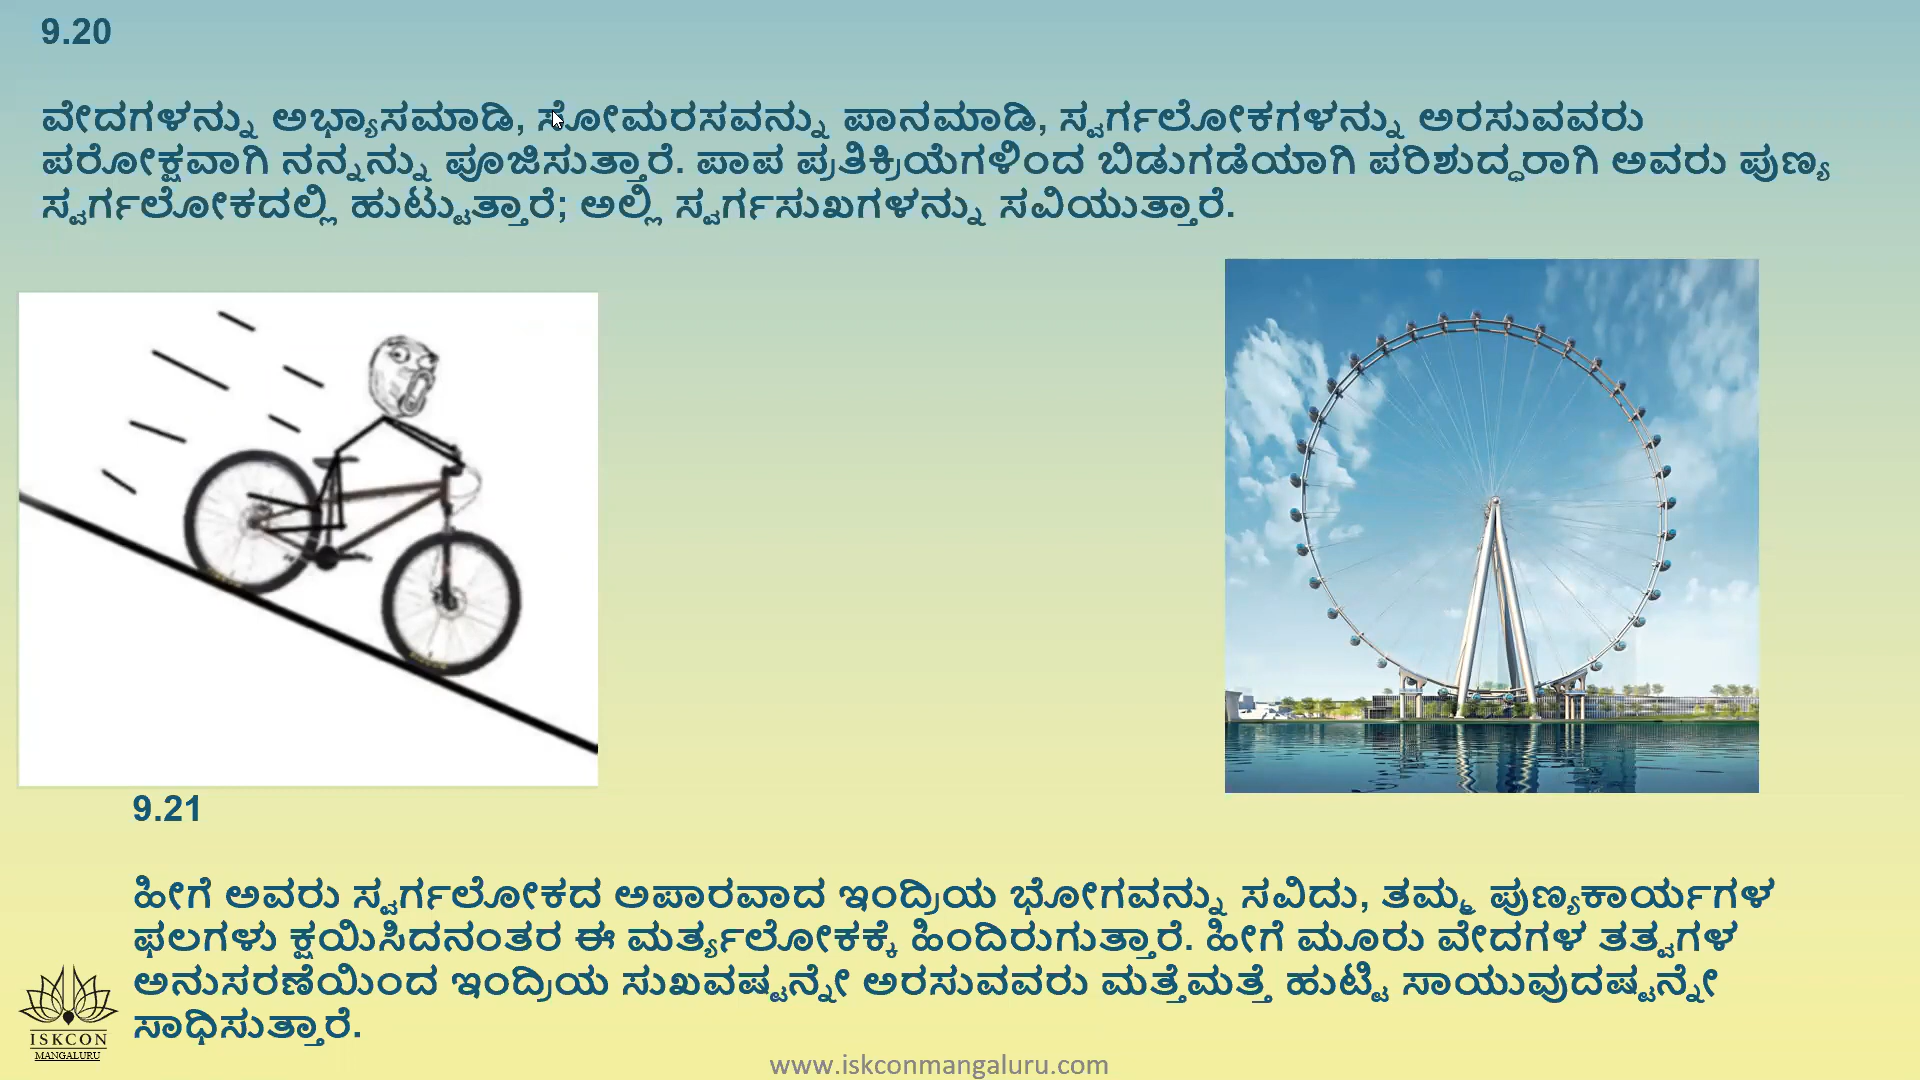 9.20
ವೇದಗಳನ್ನು ಅಭ್ಯಾಸಮಾಡಿ, ಸೋಮರಸವನ್ನು ಪಾನಮಾಡಿ, ಸ್ವರ್ಗಲೋಕಗಳನ್ನು ಅರಸುವವರು
ಪರೋಕ್ಷವಾಗಿ ನನ್ನನ್ನು ಪೂಜಿಸುತ್ತಾರೆ. ಪಾಪ ಪ್ರತಿಕ್ರಿಯೆಗಳಿಂದ ಬಿಡುಗಡೆಯಾಗಿ ಪರಿಶುದ್ಧರಾಗಿ ಅವರು ಪುಣ್ಯ
ಸ್ವರ್ಗಲೋಕದಲ್ಲಿ ಹುಟ್ಟುತ್ತಾರೆ; ಅಲ್ಲಿ ಸ್ವರ್ಗಸುಖಗಳನ್ನು ಸವಿಯುತ್ತಾರೆ.
9.21
ಹೀಗೆ ಅವರು ಸ್ವರ್ಗಲೋಕದ ಅಪಾರವಾದ ಇಂದ್ರಿಯ ಭೋಗವನ್ನು ಸವಿದು, ತಮ್ಮ ಪುಣ್ಯಕಾರ್ಯಗಳ
ಫಲಗಳು ಕ್ಷಯಿಸಿದನಂತರ ಈ ಮರ್ತ್ಯಲೋಕಕ್ಕೆ ಹಿಂದಿರುಗುತ್ತಾರೆ. ಹೀಗೆ ಮೂರು ವೇದಗಳ ತತ್ವಗಳ
ಅನುಸರಣೆಯಿಂದ ಇಂದ್ರಿಯ ಸುಖವಷ್ಟನ್ನೇ ಅರಸುವವರು ಮತ್ತೆಮತ್ತೆ ಹುಟ್ಟಿ ಸಾಯುವುದಷ್ಟನ್ನೇ
ಸಾಧಿಸುತ್ತಾರೆ.
ISKCON
MANGALURU
www.iskconmangaluru.com